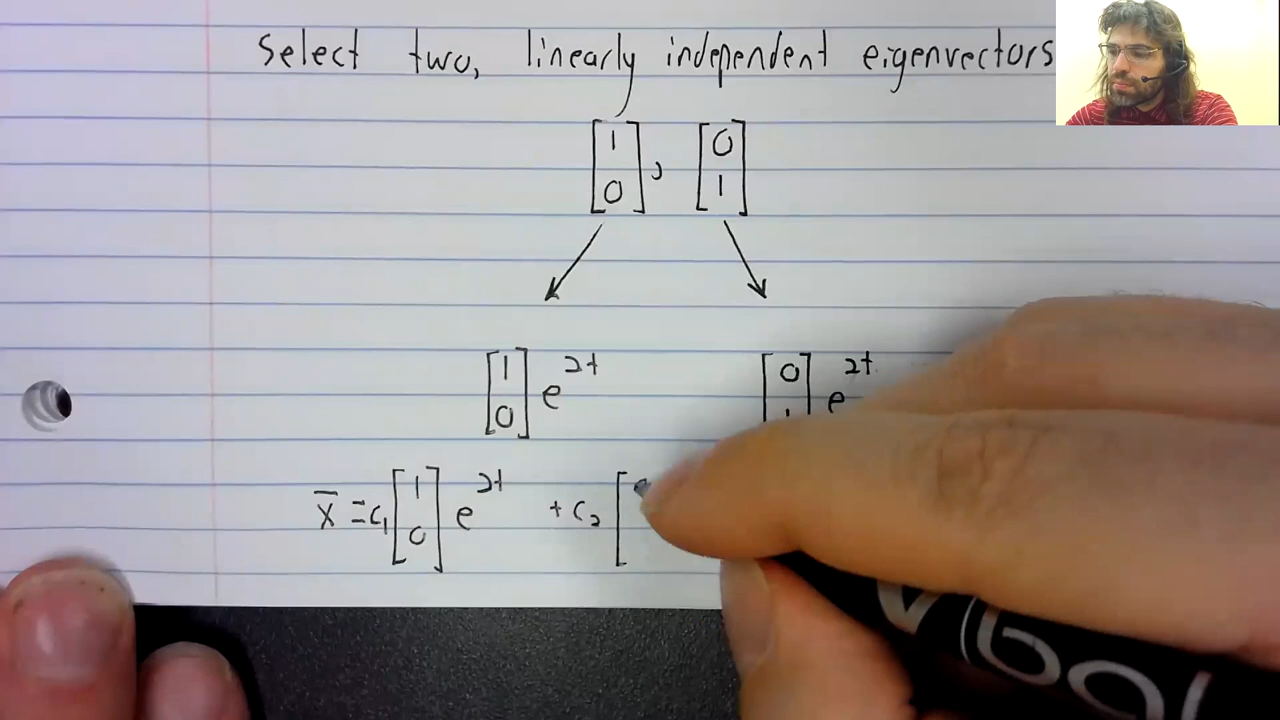 Select two, linearly independent eigenvectors
[1 0], [0 1]
[1 0] e^2t [0 1] e^2t
x̄ = c₁ [1 0] e^2t + c₂ [0